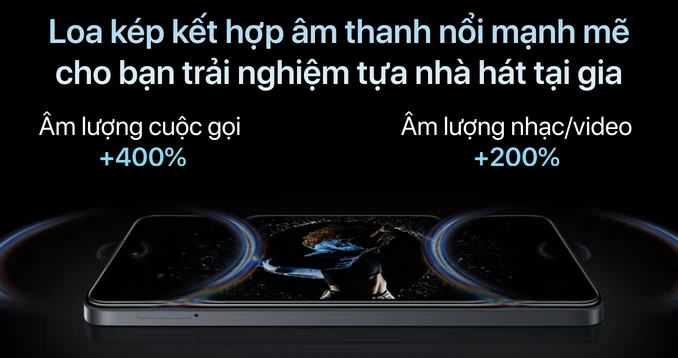 Loa kép kết hợp âm thanh nổi mạnh mẽ
cho bạn trải nghiệm tựa nhà hát tại gia
Âm lượng cuộc gọi
+400%
Âm lượng nhạc/video
+200%